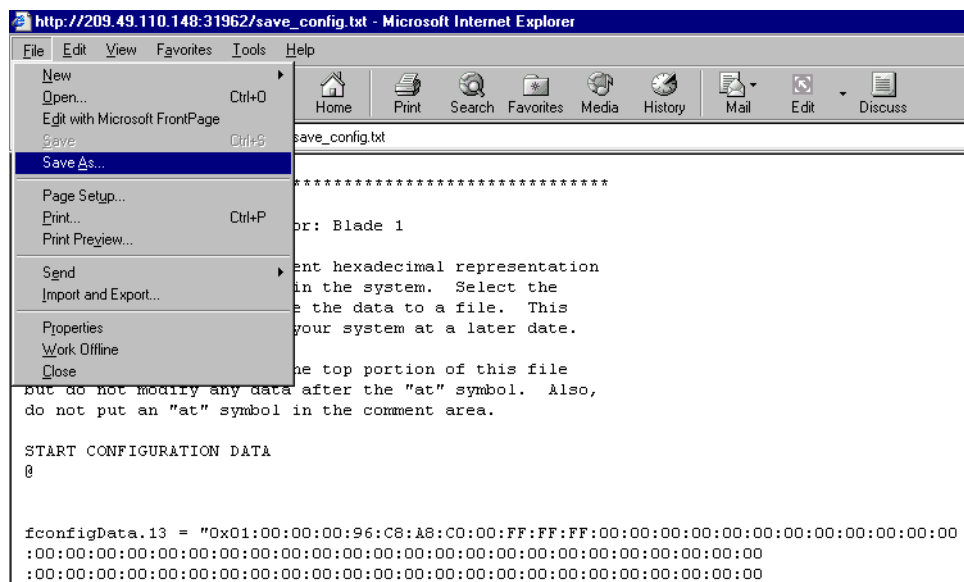 http://209.49.110.148:31962/save_config.txt - Microsoft Internet Explorer
File Edit View Favorites Tools Help
New
Open... Ctrl+O
Edit with Microsoft FrontPage
Save Ctrl+S
Save As...
Page Setup...
Print... Ctrl+P
Print Preview...
Send
Import and Export...
Properties
Work Offline
Close
Home Print Search Favorites Media History Mail Edit Discuss
save_config.txt
*******************************
or: Blade 1
ent hexadecimal representation
in the system. Select the
e the data to a file. This
your system at a later date.
he top portion of this file
but do not modify any data after the "at" symbol. Also,
do not put an "at" symbol in the comment area.
START CONFIGURATION DATA
@
fconfigData.13 = "0x01:00:00:00:96:C8:A8:C0:00:FF:FF:FF:00:00:00:00:00:00:00:00:00:00:00:00
:00:00:00:00:00:00:00:00:00:00:00:00:00:00:00:00:00:00:00:00:00:00:00:00
:00:00:00:00:00:00:00:00:00:00:00:00:00:00:00:00:00:00:00:00:00:00:00:00